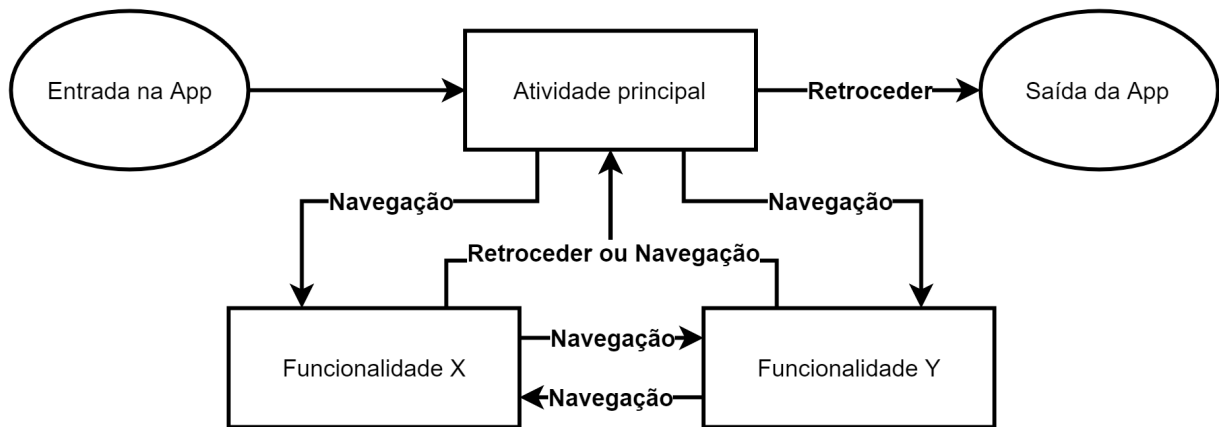 Entrada na App
Atividade principal
Retroceder
Saída da App
Navegação
Navegação
Retroceder ou Navegação
Funcionalidade X
Navegação
Navegação
Funcionalidade Y